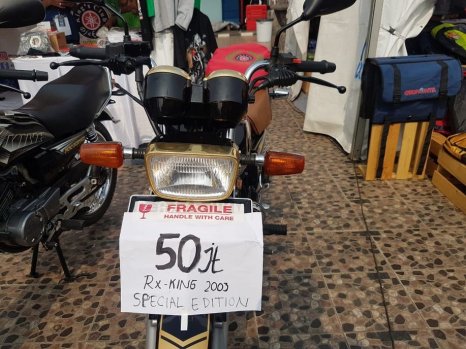 FRAGILE
HANDLE WITH CARE
50jt
RX-KING 2003
SPECIAL EDITION